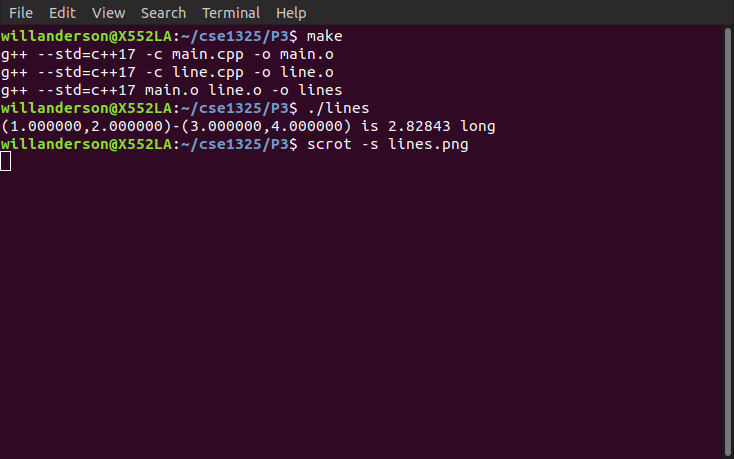 File Edit View Search Terminal Help
willanderson@X552LA:~/cse1325/P3$ make
g++ --std=c++17 -c main.cpp -o main.o
g++ --std=c++17 -c line.cpp -o line.o
g++ --std=c++17 main.o line.o -o lines
willanderson@X552LA:~/cse1325/P3$ ./lines
(1.000000,2.000000)-(3.000000,4.000000) is 2.82843 long
willanderson@X552LA:~/cse1325/P3$ scrot -s lines.png